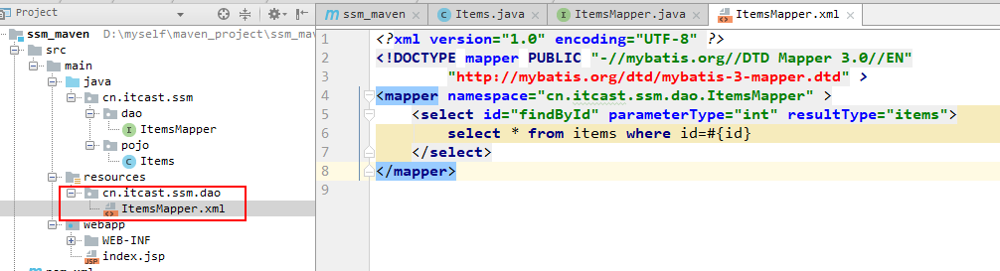 Project
ssm_maven D:\myself\maven_project\ssm_mav
src
main
java
cn.itcast.ssm
dao
ItemsMapper
pojo
Items
resources
cn.itcast.ssm.dao
ItemsMapper.xml
webapp
WEB-INF
index.jsp
ssm_maven Items.java ItemsMapper.java ItemsMapper.xml
1 <?xml version="1.0" encoding="UTF-8" ?>
2 <!DOCTYPE mapper PUBLIC "-//mybatis.org//DTD Mapper 3.0//EN"
3 "http://mybatis.org/dtd/mybatis-3-mapper.dtd" >
4 <mapper namespace="cn.itcast.ssm.dao.ItemsMapper" >
5 <select id="findById" parameterType="int" resultType="items">
6 select * from items where id=#{id}
7 </select>
8 </mapper>
9